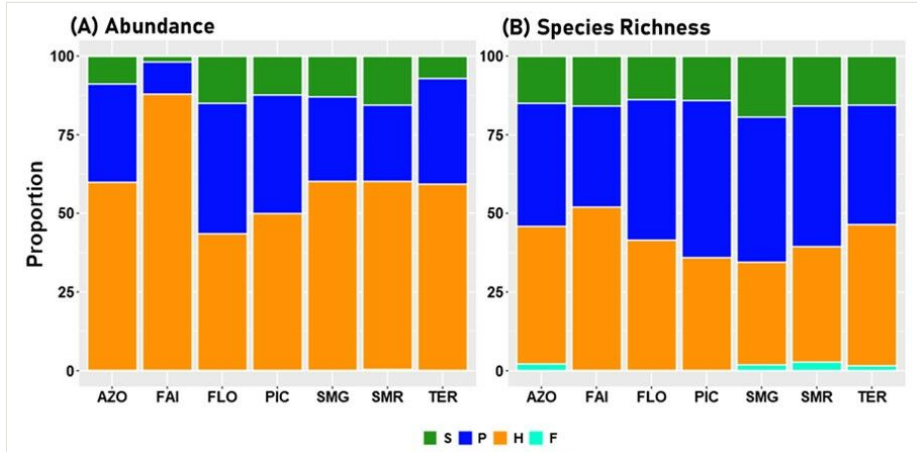 (A) Abundance
(B) Species Richness
Proportion
100
75
50
25
0
AZO FAI FLO PIC SMG SMR TER
100
75
50
25
0
AZO FAI FLO PIC SMG SMR TER
S P H F